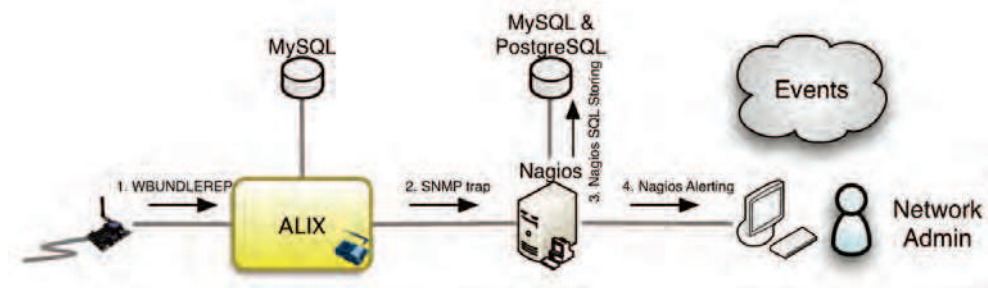 MySQL
MySQL &
PostgreSQL
Events
1. WBUNDLEREP
ALIX
2. SNMP trap
Nagios
3. Nagios SQL Storing
4. Nagios Alerting
Network
Admin